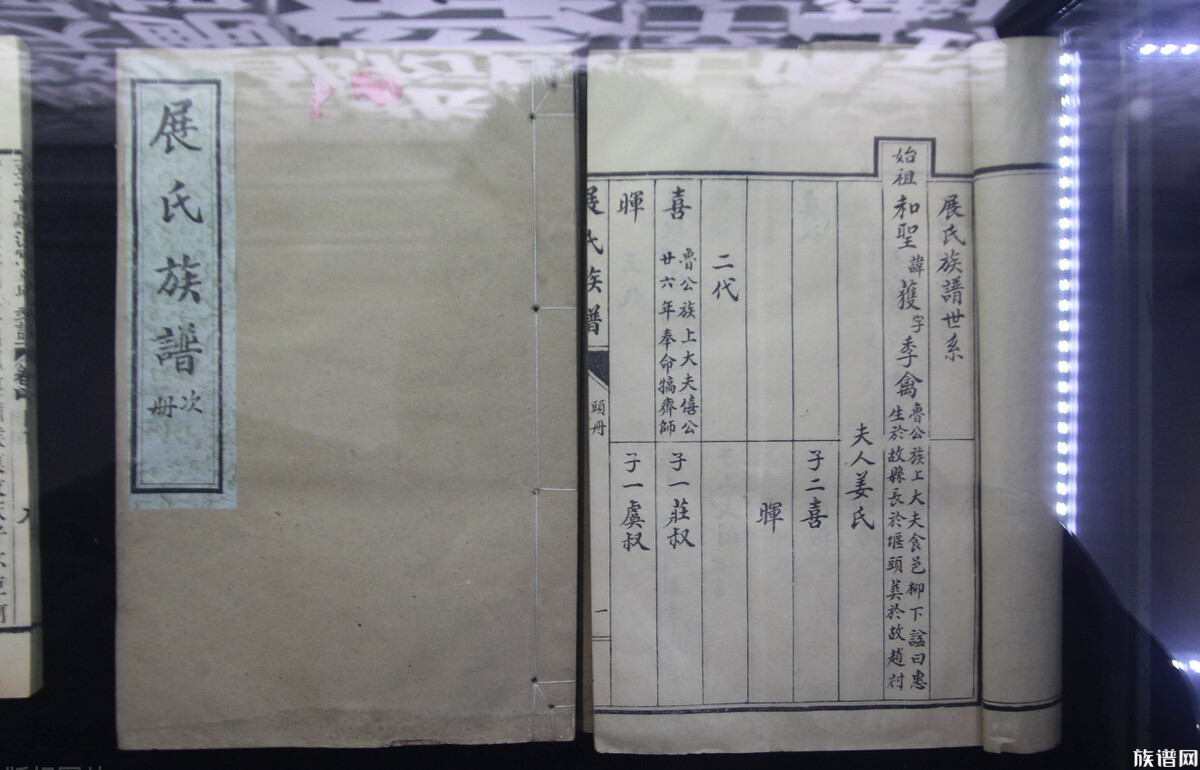 展氏族譜
次冊
展氏族譜世系
始祖
和聖諱獲字季禽
魯公族上大夫食邑柳下諡曰惠
生於故縣長於堰頭葬於故趙村
夫人姜氏
子二喜
暉
二代
喜
魯公族上大夫僖公
廿六年奉命犒齊師
子一莊叔
暉
子一虞叔
展氏族譜
頭冊
一
族谱网